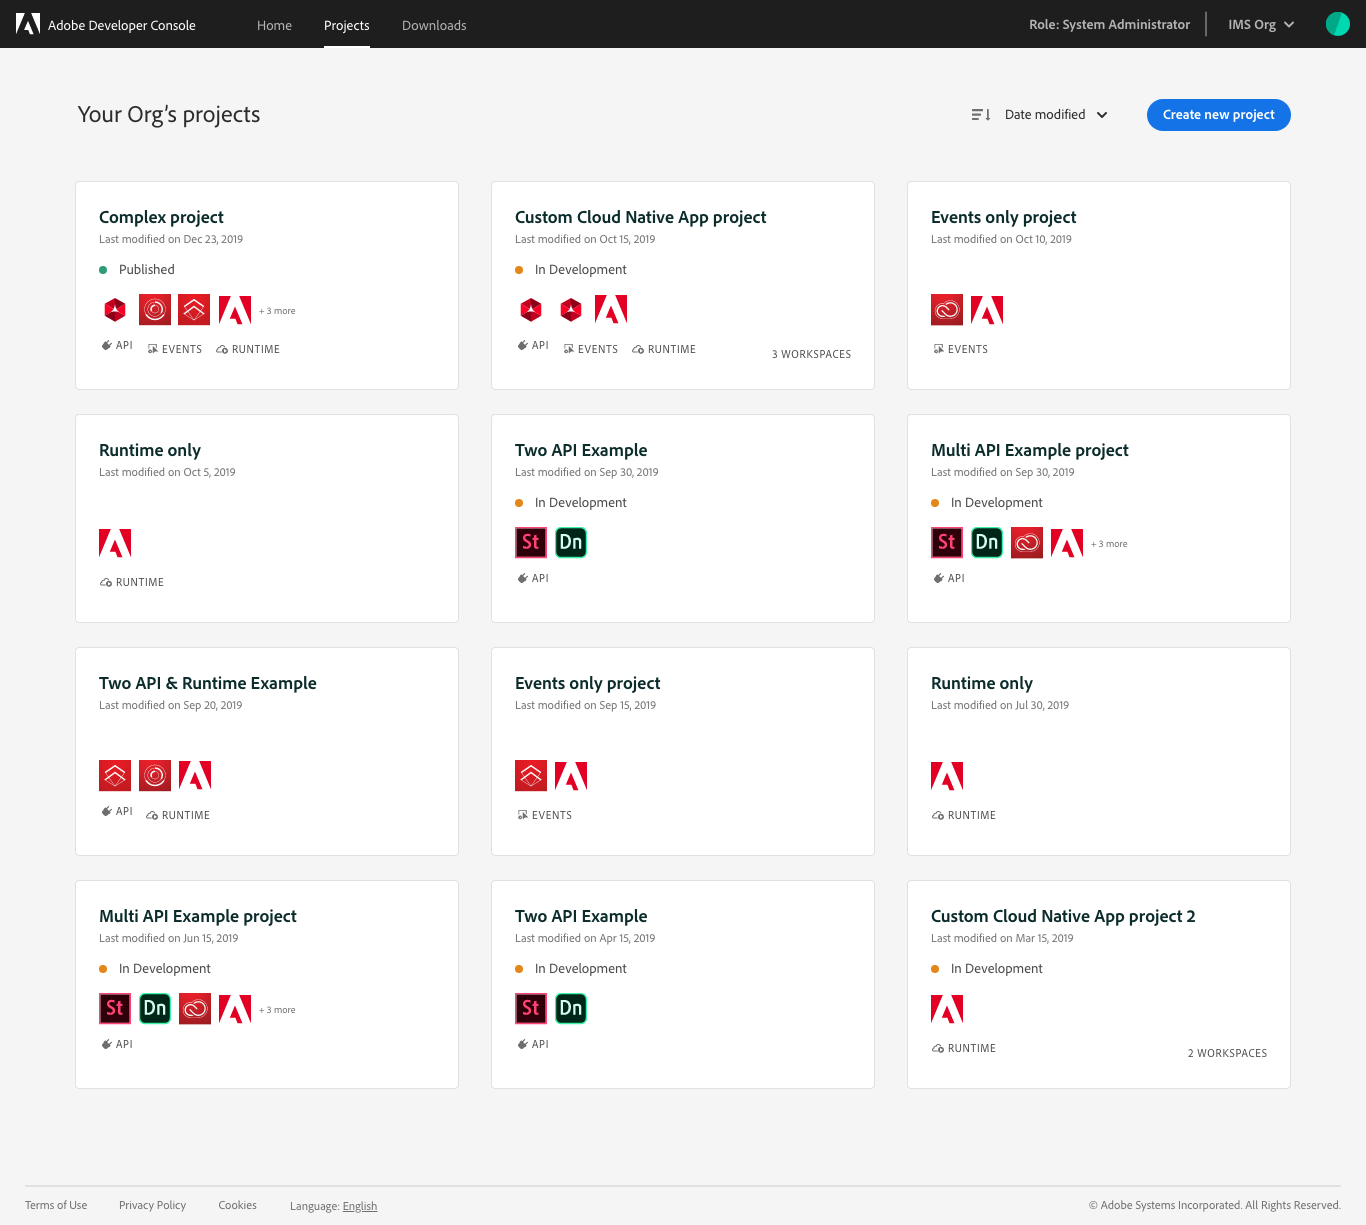 Adobe Developer Console Home Projects Downloads Role: System Administrator IMS Org
Your Org’s projects Date modified Create new project
Complex project
Last modified on Dec 23, 2019
Published
+ 3 more
API EVENTS RUNTIME
Custom Cloud Native App project
Last modified on Oct 15, 2019
In Development
API EVENTS RUNTIME
3 WORKSPACES
Events only project
Last modified on Oct 10, 2019
EVENTS
Runtime only
Last modified on Oct 5, 2019
RUNTIME
Two API Example
Last modified on Sep 30, 2019
In Development
St Dn
API
Multi API Example project
Last modified on Sep 30, 2019
In Development
St Dn + 3 more
API
Two API & Runtime Example
Last modified on Sep 20, 2019
API RUNTIME
Events only project
Last modified on Sep 15, 2019
EVENTS
Runtime only
Last modified on Jul 30, 2019
RUNTIME
Multi API Example project
Last modified on Jun 15, 2019
In Development
St Dn + 3 more
API
Two API Example
Last modified on Apr 15, 2019
In Development
St Dn
API
Custom Cloud Native App project 2
Last modified on Mar 15, 2019
In Development
RUNTIME
2 WORKSPACES
Terms of Use Privacy Policy Cookies Language: English © Adobe Systems Incorporated. All Rights Reserved.